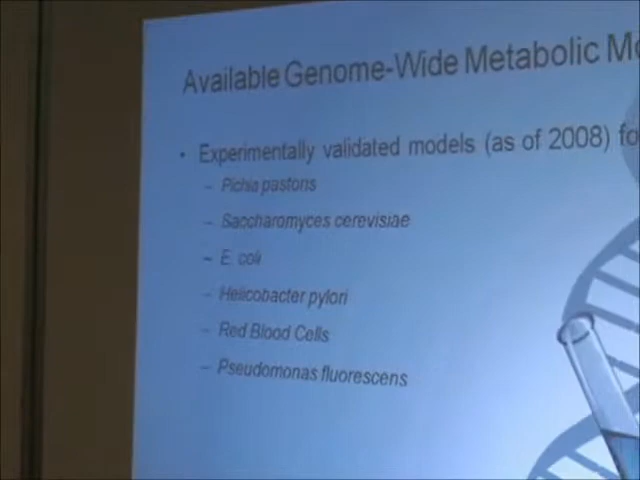 Available Genome-Wide Metabolic
• Experimentally validated models (as of 2008)
– Pichia pastoris
– Saccharomyces cerevisiae
– E. coli
– Helicobacter pylori
– Red Blood Cells
– Pseudomonas fluorescens